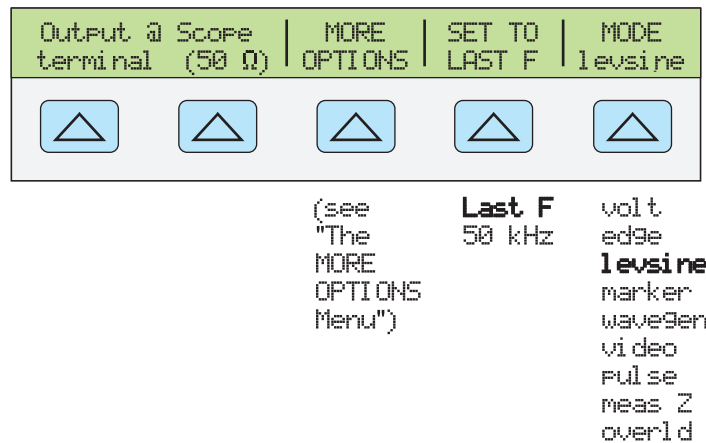 Output @ Scope
terminal (50 Ω)
MORE
OPTIONS
SET TO
LAST F
MODE
levsine
(see
"The
MORE
OPTIONS
Menu")
Last F
50 kHz
volt
edge
levsine
marker
wavegen
video
pulse
meas Z
overld